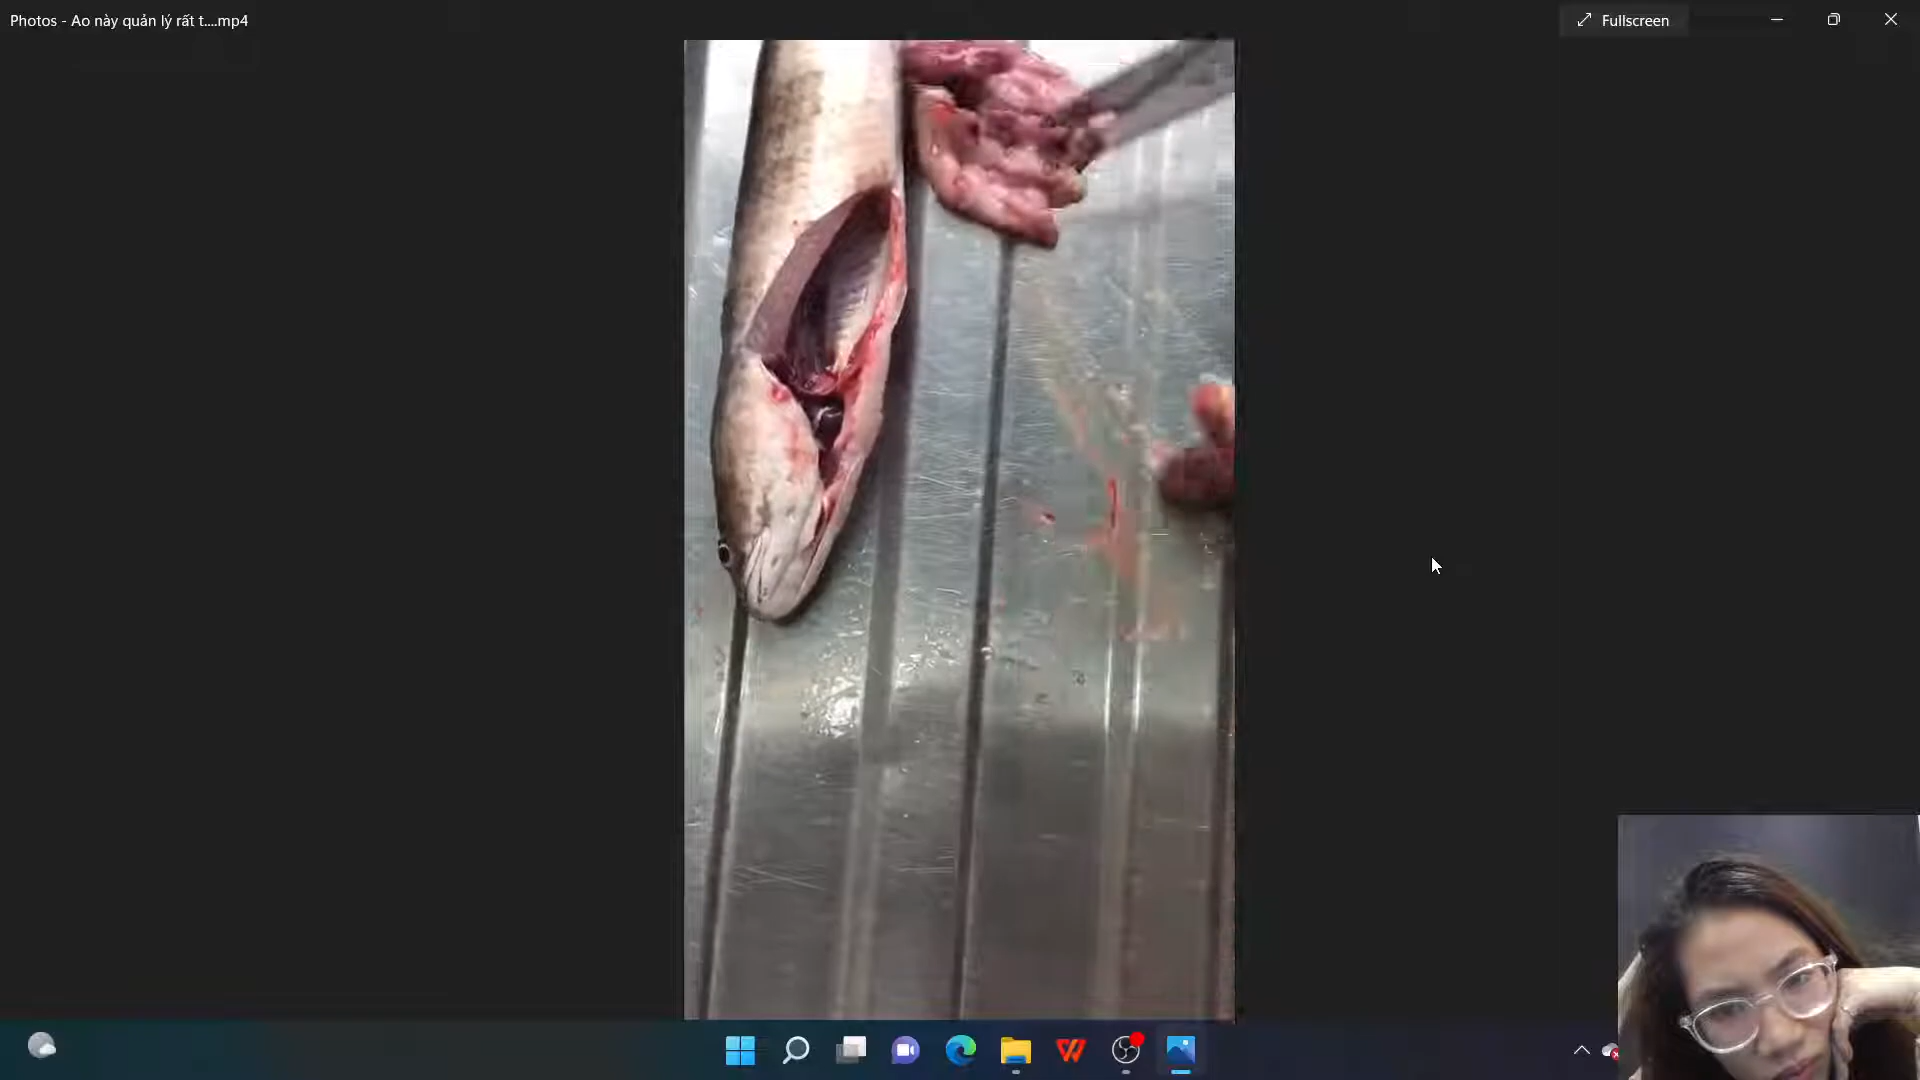 Photos - Ao này quản lý rất t....mp4
Fullscreen